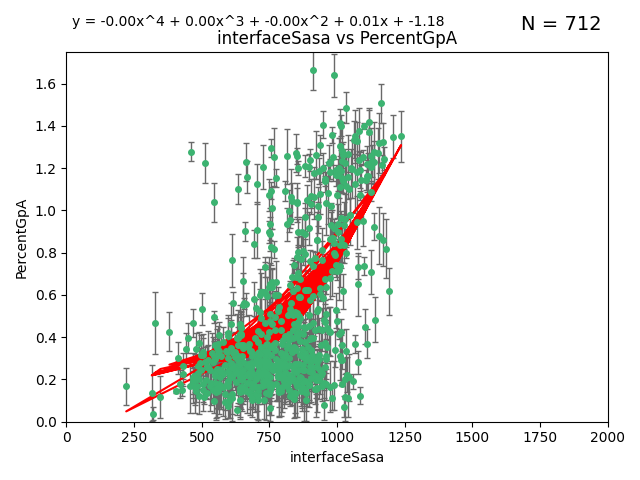 y = -0.00x^4 + 0.00x^3 + -0.00x^2 + 0.01x + -1.18
N = 712
interfaceSasa vs PercentGpA
PercentGpA
1.6
1.4
1.2
1.0
0.8
0.6
0.4
0.2
0.0
0 250 500 750 1000 1250 1500 1750 2000
interfaceSasa